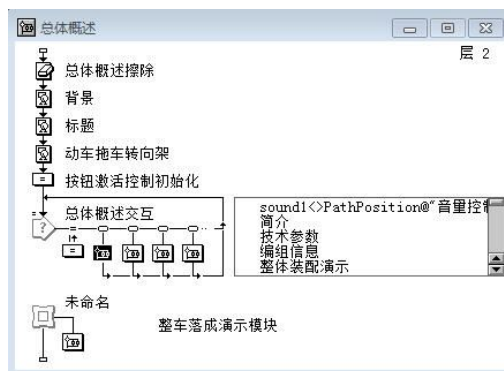 总体概述
层 2
总体概述擦除
背景
标题
动车拖车转向架
按钮激活控制初始化
总体概述交互
sound1<>PathPosition@"音量控制
简介
技术参数
编组信息
整体装配演示
未命名
整车落成演示模块